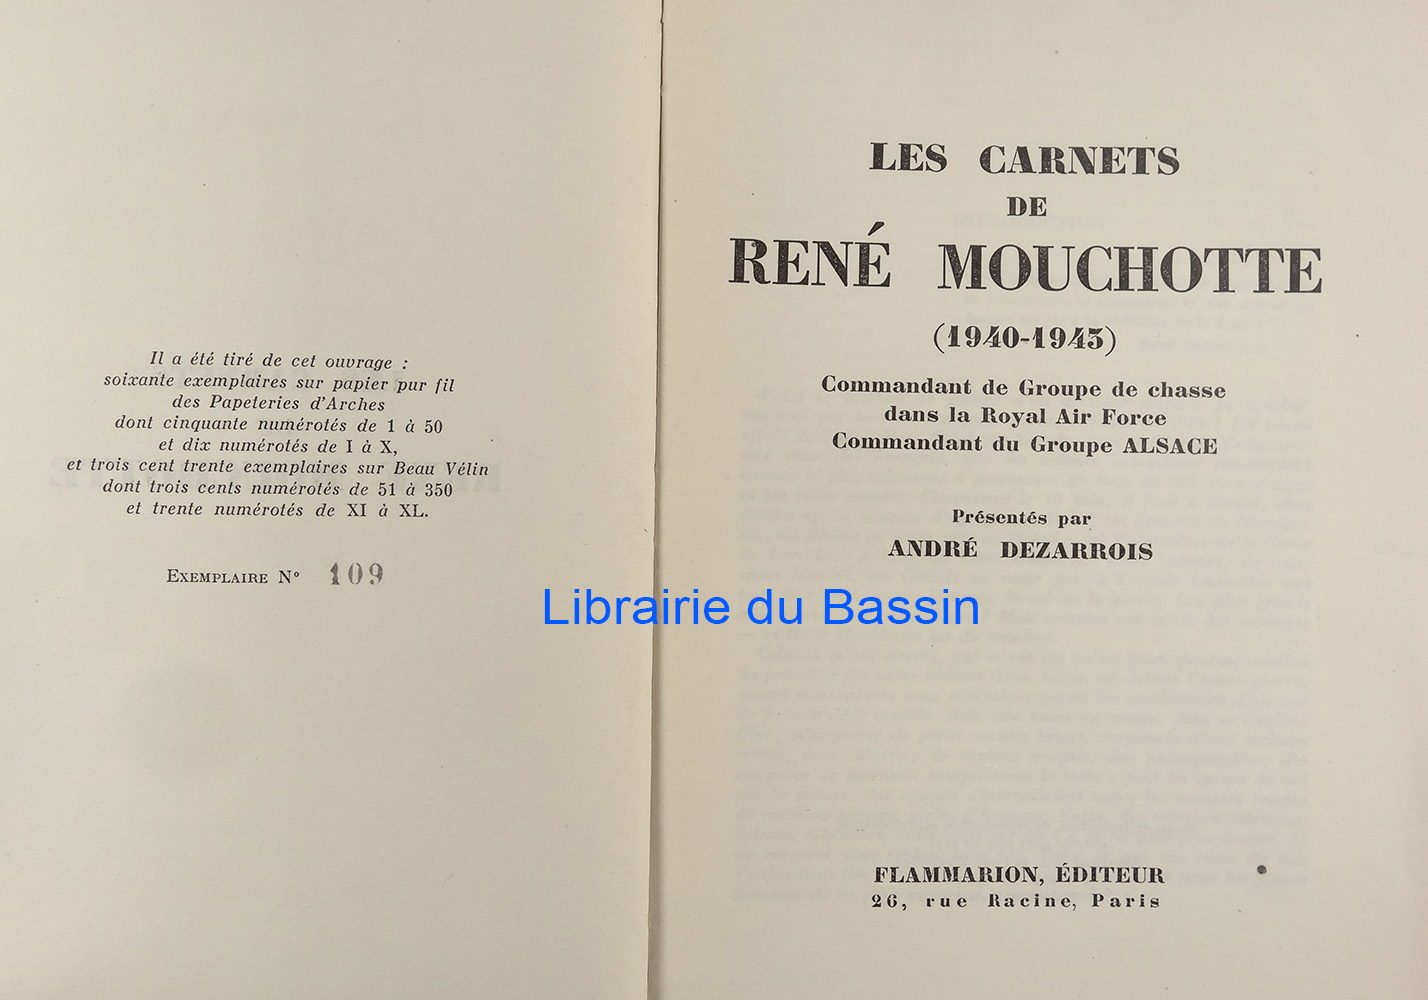 Il a été tiré de cet ouvrage :
soixante exemplaires sur papier pur fil
des Papeteries d'Arches
dont cinquante numérotés de 1 à 50
et dix numérotés de I à X,
et trois cent trente exemplaires sur Beau Vélin
dont trois cents numérotés de 51 à 350
et trente numérotés de XI à XL.
EXEMPLAIRE N° 109
LES CARNETS
DE
RENÉ MOUCHOTTE
(1940-1943)
Commandant de Groupe de chasse
dans la Royal Air Force
Commandant du Groupe ALSACE
Présentés par
ANDRÉ DEZARROIS
Librairie du Bassin
FLAMMARION, ÉDITEUR
26, rue Racine, Paris